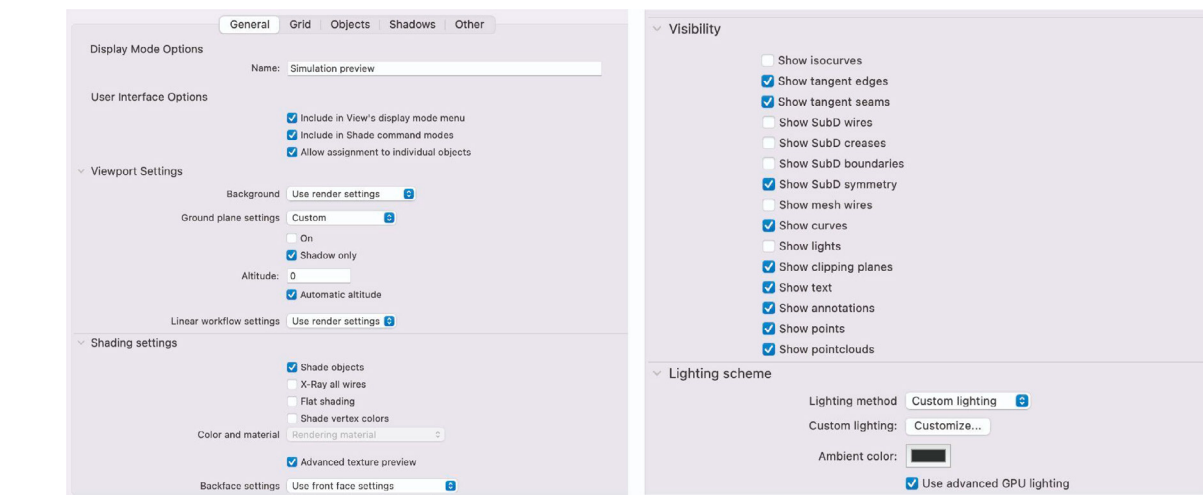 General Grid Objects Shadows Other
Display Mode Options
Name: Simulation preview
User Interface Options
Include in View's display mode menu
Include in Shade command modes
Allow assignment to individual objects
Viewport Settings
Background Use render settings
Ground plane settings Custom
On
Shadow only
Altitude: 0
Automatic altitude
Linear workflow settings Use render settings
Shading settings
Shade objects
X-Ray all wires
Flat shading
Shade vertex colors
Color and material Rendering material
Advanced texture preview
Backface settings Use front face settings
Visibility
Show isocurves
Show tangent edges
Show tangent seams
Show SubD wires
Show SubD creases
Show SubD boundaries
Show SubD symmetry
Show mesh wires
Show curves
Show lights
Show clipping planes
Show text
Show annotations
Show points
Show pointclouds
Lighting scheme
Lighting method Custom lighting
Custom lighting: Customize...
Ambient color:
Use advanced GPU lighting